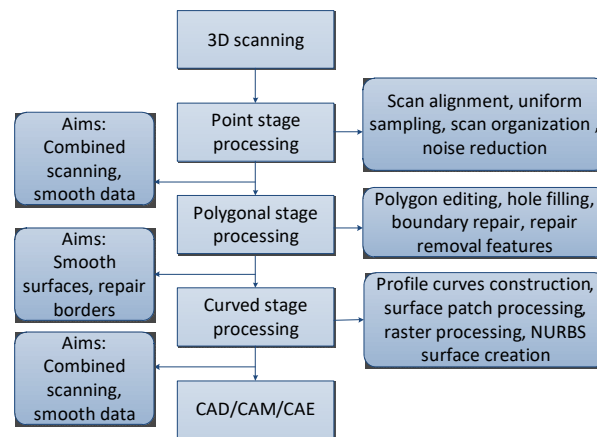 3D scanning
Point stage
processing
Scan alignment, uniform
sampling, scan organization ,
noise reduction
Aims:
Combined
scanning,
smooth data
Polygonal stage
processing
Polygon editing, hole filling,
boundary repair, repair
removal features
Aims:
Smooth
surfaces, repair
borders
Curved stage
processing
Profile curves construction,
surface patch processing,
raster processing, NURBS
surface creation
Aims:
Combined
scanning,
smooth data
CAD/CAM/CAE